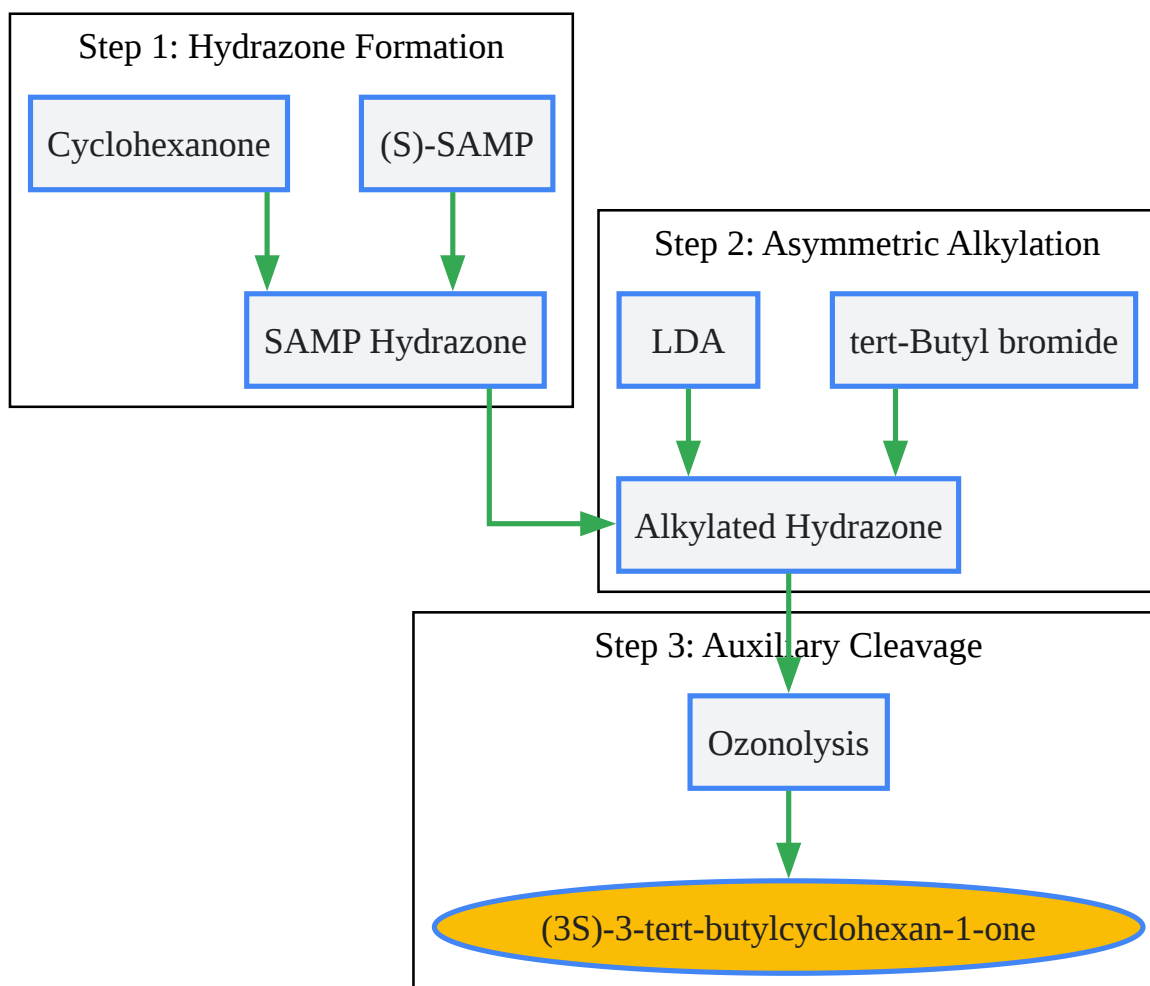 Step 1: Hydrazone Formation
Cyclohexanone
(S)-SAMP
SAMP Hydrazone
Step 2: Asymmetric Alkylation
LDA
tert-Butyl bromide
Alkylated Hydrazone
Step 3: Auxiliary Cleavage
Ozonolysis
(3S)-3-tert-butylcyclohexan-1-one